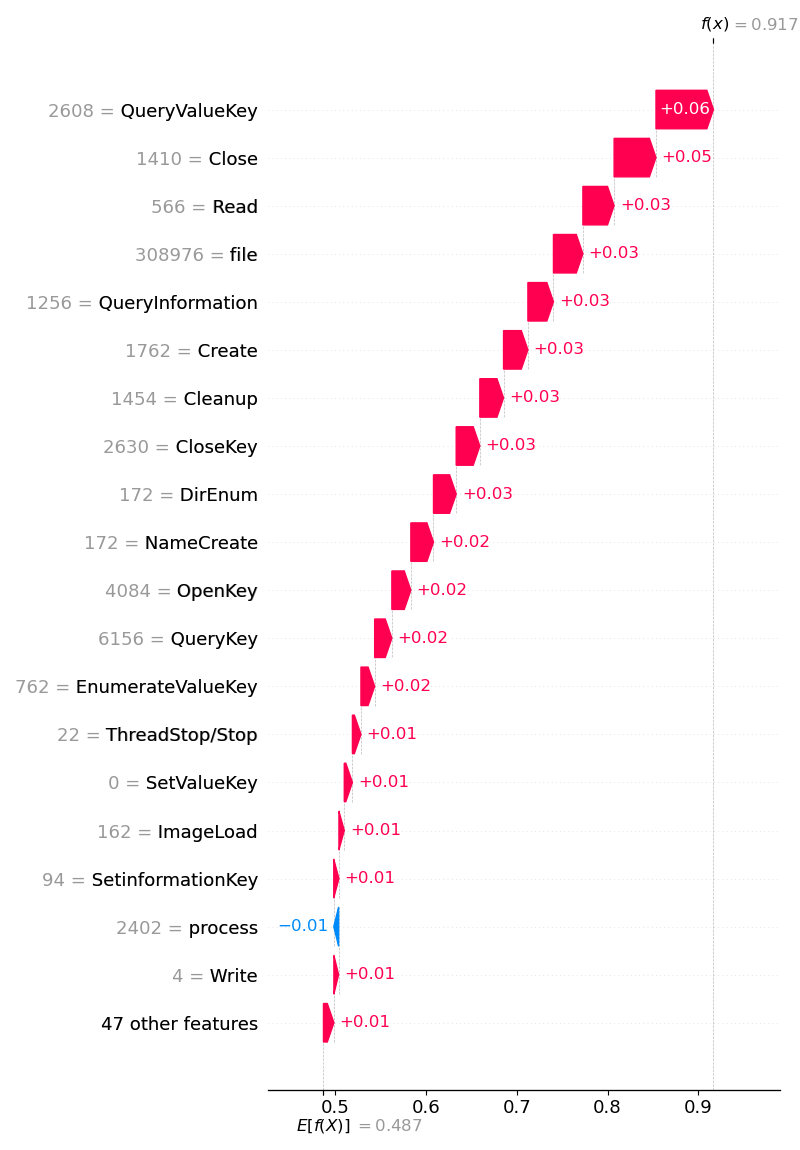 f(x) = 0.917
2608 = QueryValueKey +0.06
1410 = Close +0.05
566 = Read +0.03
308976 = file +0.03
1256 = QueryInformation +0.03
1762 = Create +0.03
1454 = Cleanup +0.03
2630 = CloseKey +0.03
172 = DirEnum +0.03
172 = NameCreate +0.02
4084 = OpenKey +0.02
6156 = QueryKey +0.02
762 = EnumerateValueKey +0.02
22 = ThreadStop/Stop +0.01
0 = SetValueKey +0.01
162 = ImageLoad +0.01
94 = SetinformationKey +0.01
2402 = process −0.01
4 = Write +0.01
47 other features +0.01
0.5 0.6 0.7 0.8 0.9
E[f(X)] = 0.487